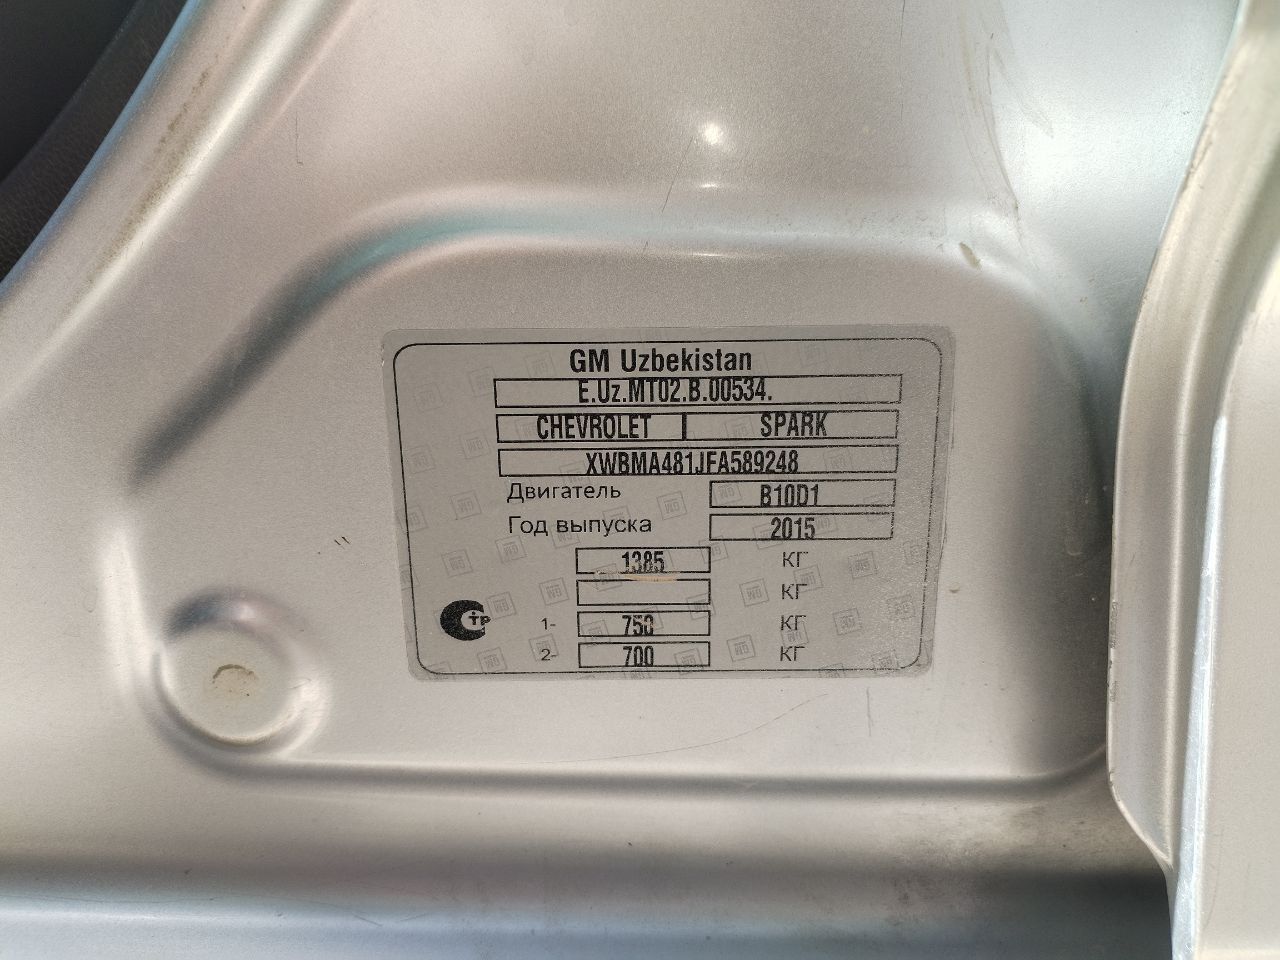 GM Uzbekistan
E.Uz.MT02.B.00534.
CHEVROLET SPARK
XWBMA481JFA589248
Двигатель B10D1
Год выпуска 2015
1385 КГ
КГ
1- 750 КГ
2- 700 КГ